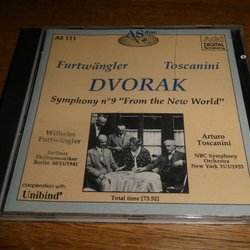 AS 111
AS disc
Add
DIGITAL
RECORDING
Furtwängler Toscanini
DVORAK
Symphony n°9 "From the New World"
Wilhelm
Furtwängler
Berliner
Philharmoniker
Berlin 30/11/1941
Arturo
Toscanini
NBC Symphony
Orchestra
New York 31/1/1953
cooperation with:
Unibind®
Total time [73.52]